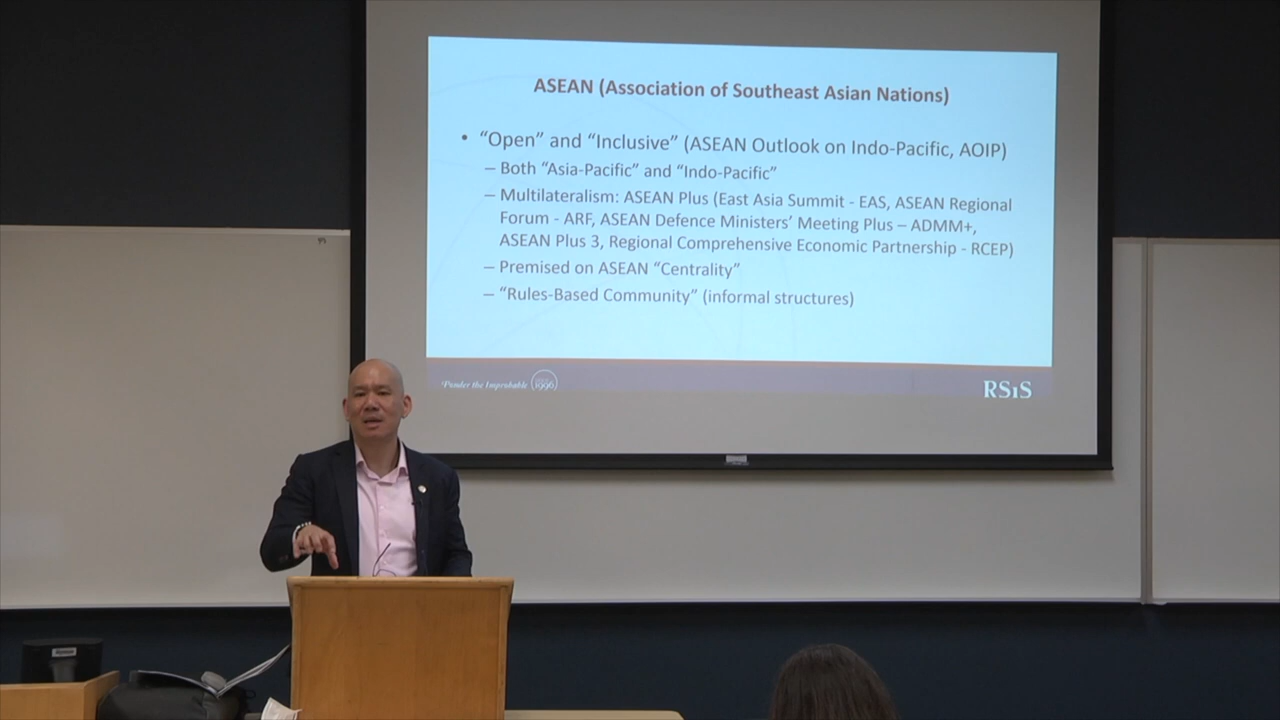 ASEAN (Association of Southeast Asian Nations)
• “Open” and “Inclusive” (ASEAN Outlook on Indo-Pacific, AOIP)
– Both “Asia-Pacific” and “Indo-Pacific”
– Multilateralism: ASEAN Plus (East Asia Summit - EAS, ASEAN Regional
Forum - ARF, ASEAN Defence Ministers’ Meeting Plus – ADMM+,
ASEAN Plus 3, Regional Comprehensive Economic Partnership - RCEP)
– Premised on ASEAN “Centrality”
– “Rules-Based Community” (informal structures)
Ponder the Improbable
1996
RSiS